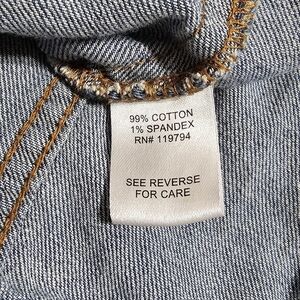 99% COTTON
1% SPANDEX
RN# 119794
SEE REVERSE
FOR CARE